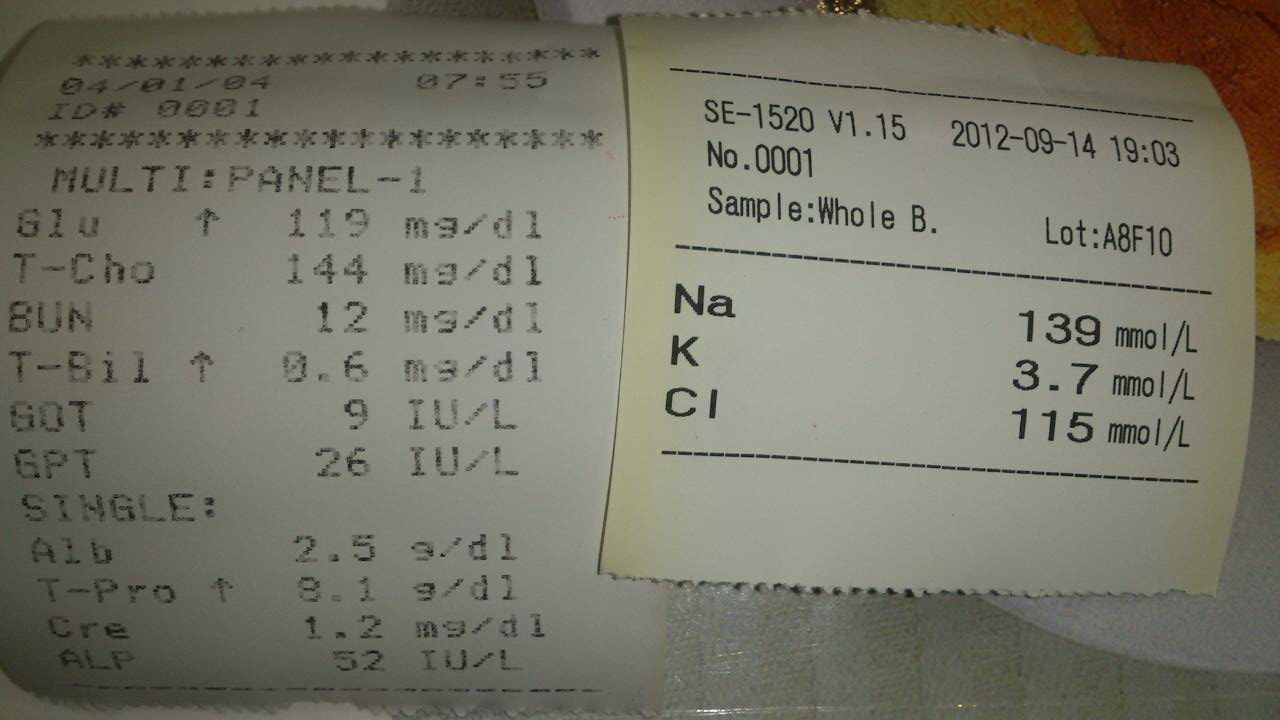 ********************
04/01/04 07:55
ID# 0001
********************
MULTI:PANEL-1
Glu ↑ 119 mg/dl
T-Cho 144 mg/dl
BUN 12 mg/dl
T-Bil ↑ 0.6 mg/dl
GOT 9 IU/L
GPT 26 IU/L
SINGLE:
Alb 2.5 g/dl
T-Pro ↑ 8.1 g/dl
Cre 1.2 mg/dl
ALP 52 IU/L
SE-1520 V1.15 2012-09-14 19:03
No.0001
Sample:Whole B. Lot:A8F10
Na 139 mmol/L
K 3.7 mmol/L
Cl 115 mmol/L